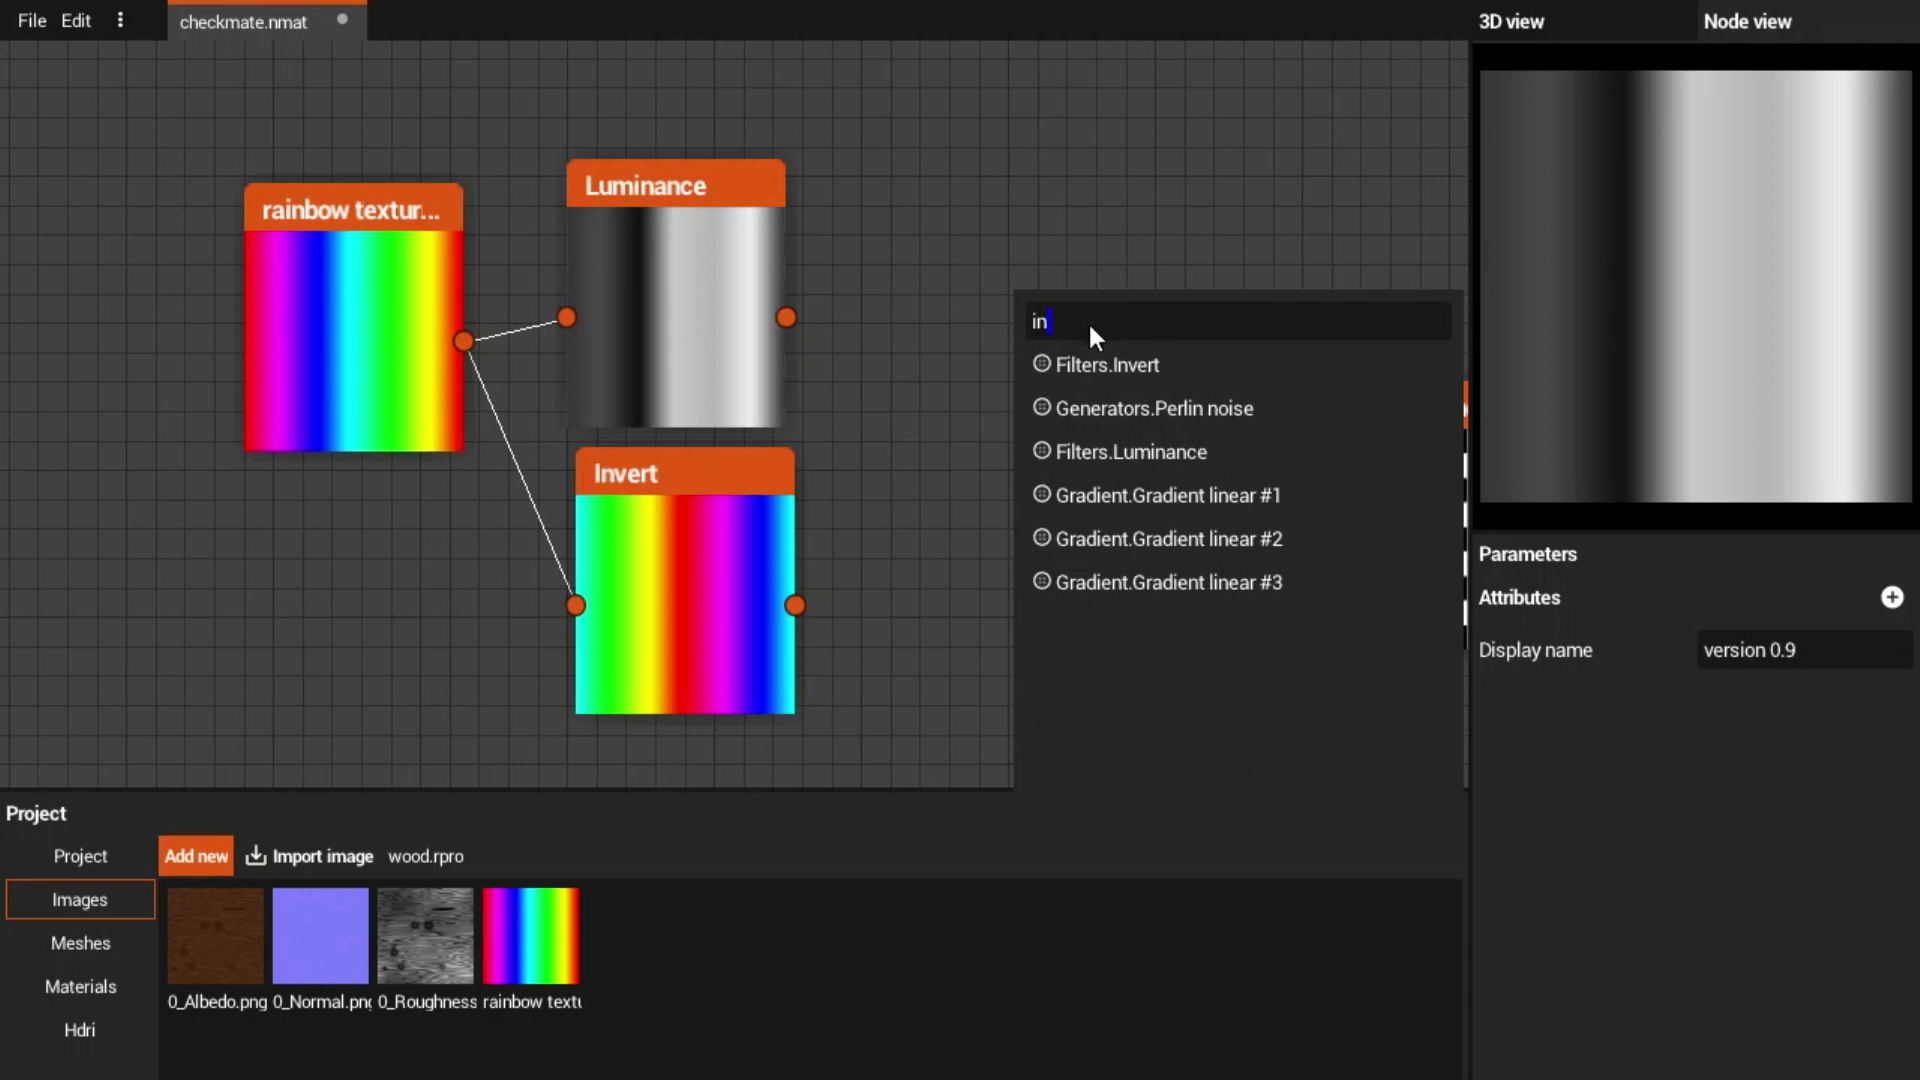 File Edit
checkmate.nmat
3D view
Node view
rainbow textur...
Luminance
Invert
in
Filters.Invert
Generators.Perlin noise
Filters.Luminance
Gradient.Gradient linear #1
Gradient.Gradient linear #2
Gradient.Gradient linear #3
Parameters
Attributes
Display name
version 0.9
Project
Project
Images
Meshes
Materials
Hdri
Add new
Import image
wood.rpro
0_Albedo.png
0_Normal.pn
0_Roughness
rainbow textu